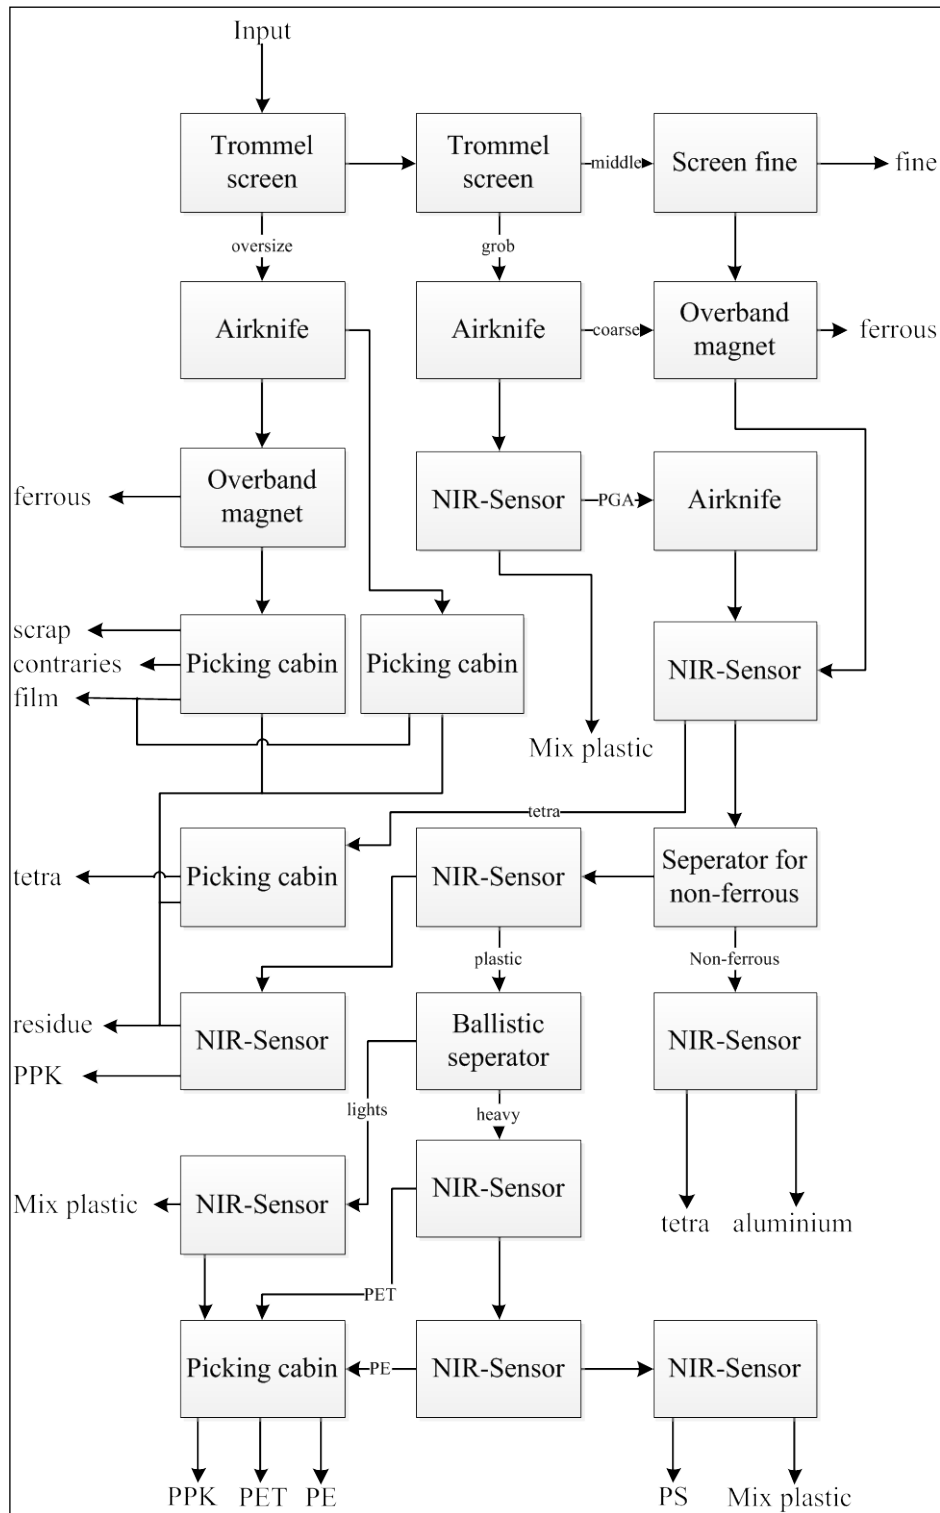 Input
Trommel
screen
Trommel
screen
middle
Screen fine
fine
oversize
grob
Airknife
Airknife
coarse
Overband
magnet
ferrous
ferrous
Overband
magnet
NIR-Sensor
PGA
Airknife
scrap
contraries
film
Picking cabin
Picking cabin
NIR-Sensor
Mix plastic
tetra
tetra
Picking cabin
NIR-Sensor
Seperator for
non-ferrous
plastic
Non-ferrous
residue
PPK
NIR-Sensor
Ballistic
seperator
NIR-Sensor
lights
heavy
Mix plastic
NIR-Sensor
NIR-Sensor
tetra
aluminium
PET
Picking cabin
PE
NIR-Sensor
NIR-Sensor
PPK
PET
PE
PS
Mix plastic